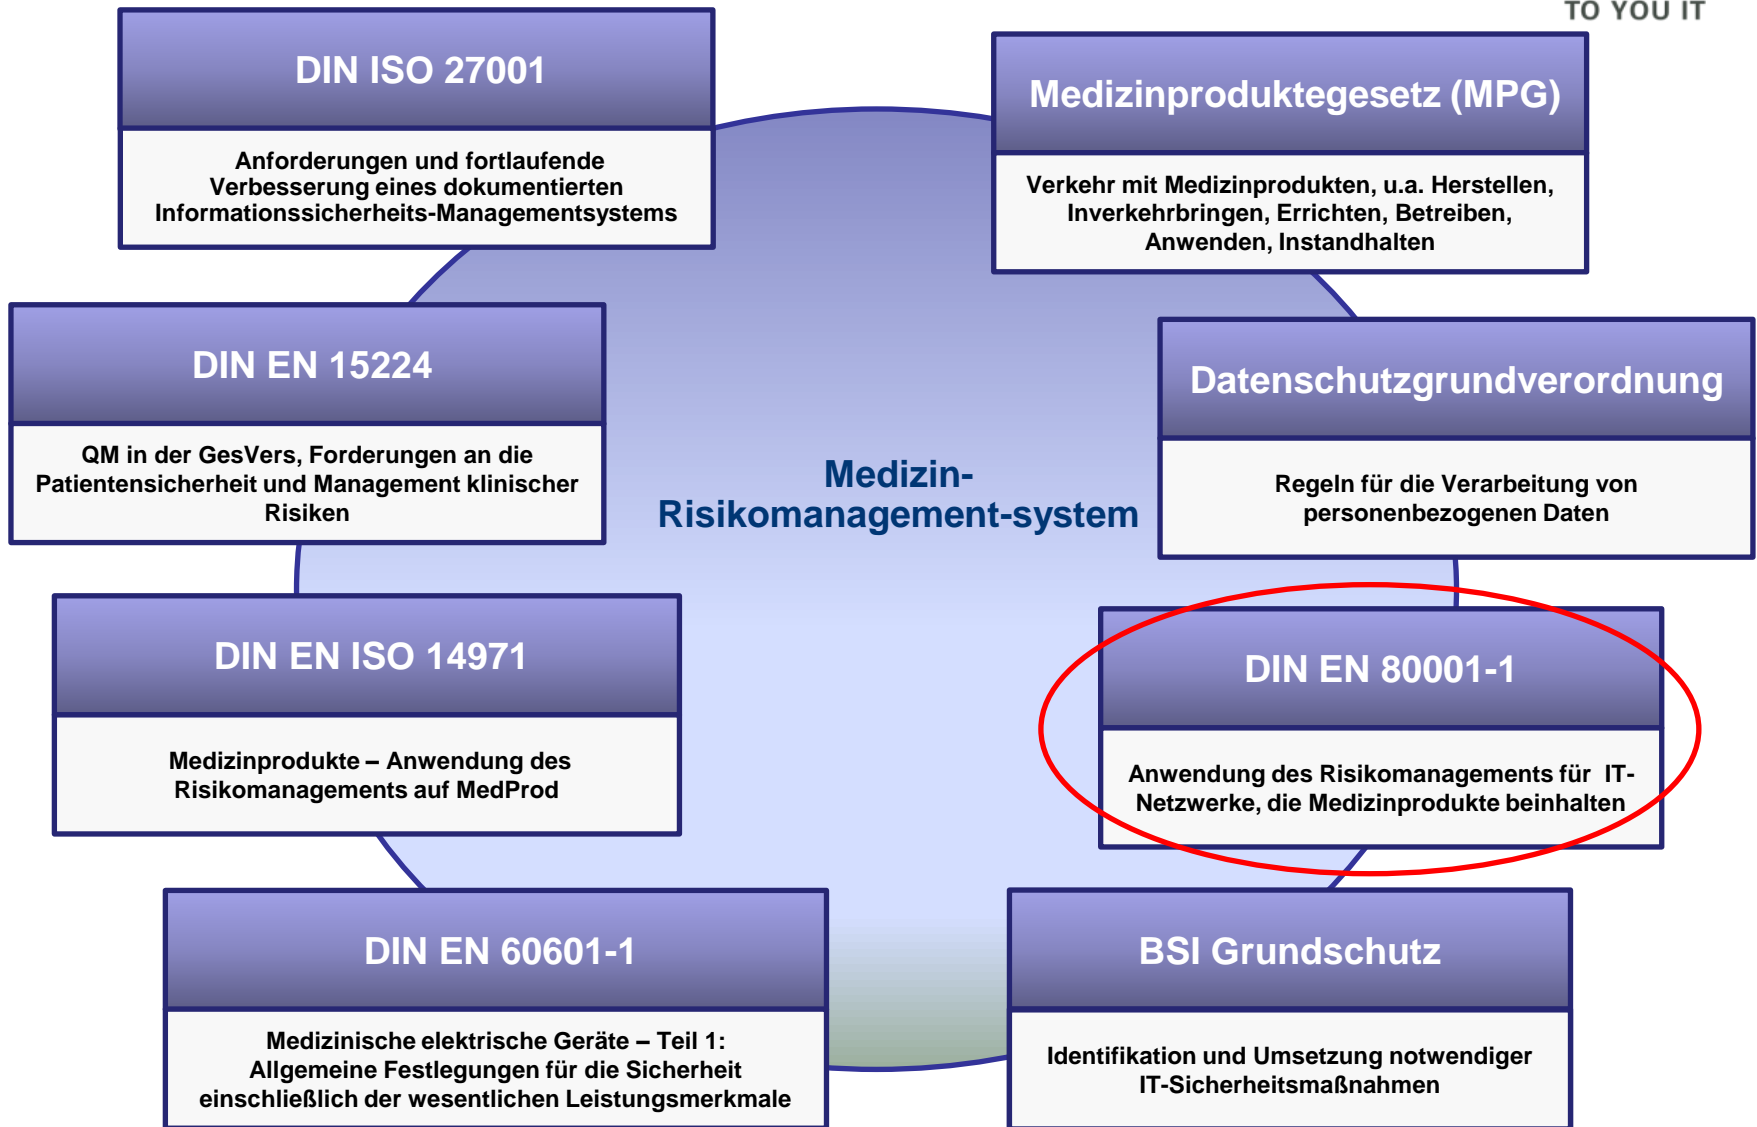 TO YOU IT
DIN ISO 27001
Anforderungen und fortlaufende
Verbesserung eines dokumentierten
Informationssicherheits-Managementsystems
Medizinproduktegesetz (MPG)
Verkehr mit Medizinprodukten, u.a. Herstellen,
Inverkehrbringen, Errichten, Betreiben,
Anwenden, Instandhalten
DIN EN 15224
QM in der GesVers, Forderungen an die
Patientensicherheit und Management klinischer
Risiken
Datenschutzgrundverordnung
Regeln für die Verarbeitung von
personenbezogenen Daten
Medizin-
Risikomanagement-system
DIN EN ISO 14971
Medizinprodukte – Anwendung des
Risikomanagements auf MedProd
DIN EN 80001-1
Anwendung des Risikomanagements für IT-
Netzwerke, die Medizinprodukte beinhalten
DIN EN 60601-1
Medizinische elektrische Geräte – Teil 1:
Allgemeine Festlegungen für die Sicherheit
einschließlich der wesentlichen Leistungsmerkmale
BSI Grundschutz
Identifikation und Umsetzung notwendiger
IT-Sicherheitsmaßnahmen